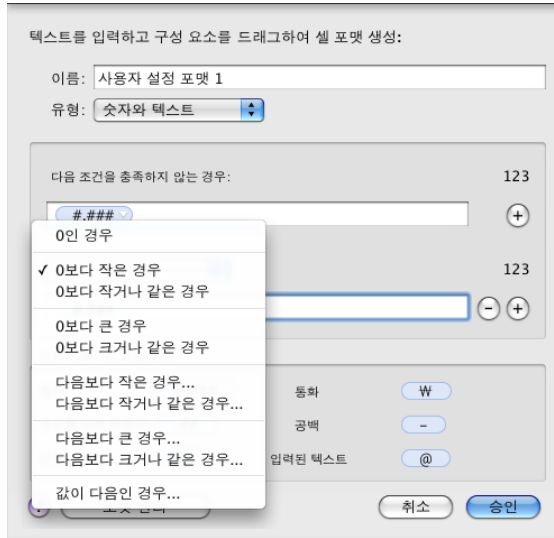 텍스트를 입력하고 구성 요소를 드래그하여 셀 포맷 생성:
이름: 사용자 설정 포맷 1
유형: 숫자와 텍스트
다음 조건을 충족하지 않는 경우: 123
#,###
0인 경우
✓ 0보다 작은 경우 123
0보다 작거나 같은 경우
0보다 큰 경우
0보다 크거나 같은 경우
다음보다 작은 경우...
통화 ₩
다음보다 작거나 같은 경우...
공백 –
다음보다 큰 경우...
다음보다 크거나 같은 경우... 입력된 텍스트 @
값이 다음인 경우...
취소 승인